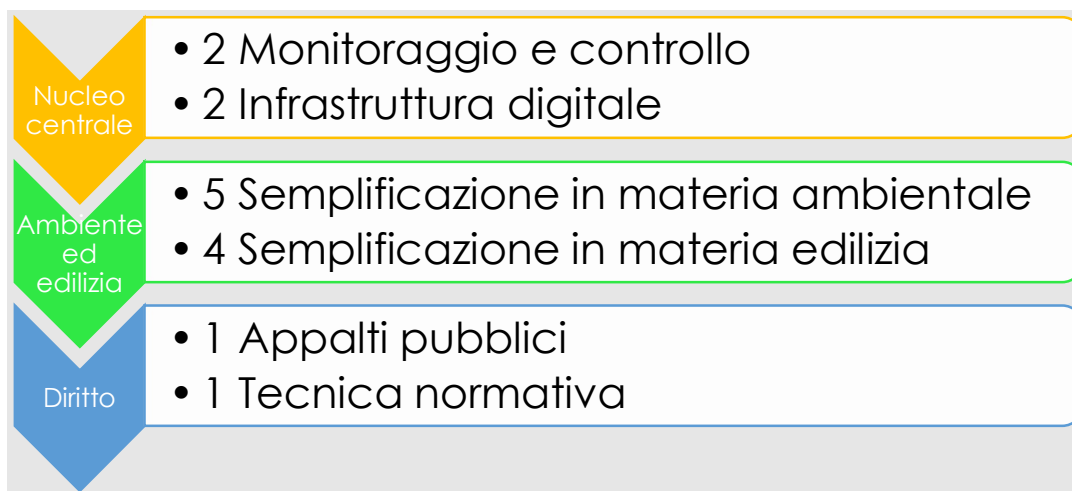 Nucleo
centrale
• 2 Monitoraggio e controllo
• 2 Infrastruttura digitale
Ambiente
ed
edilizia
• 5 Semplificazione in materia ambientale
• 4 Semplificazione in materia edilizia
Diritto
• 1 Appalti pubblici
• 1 Tecnica normativa